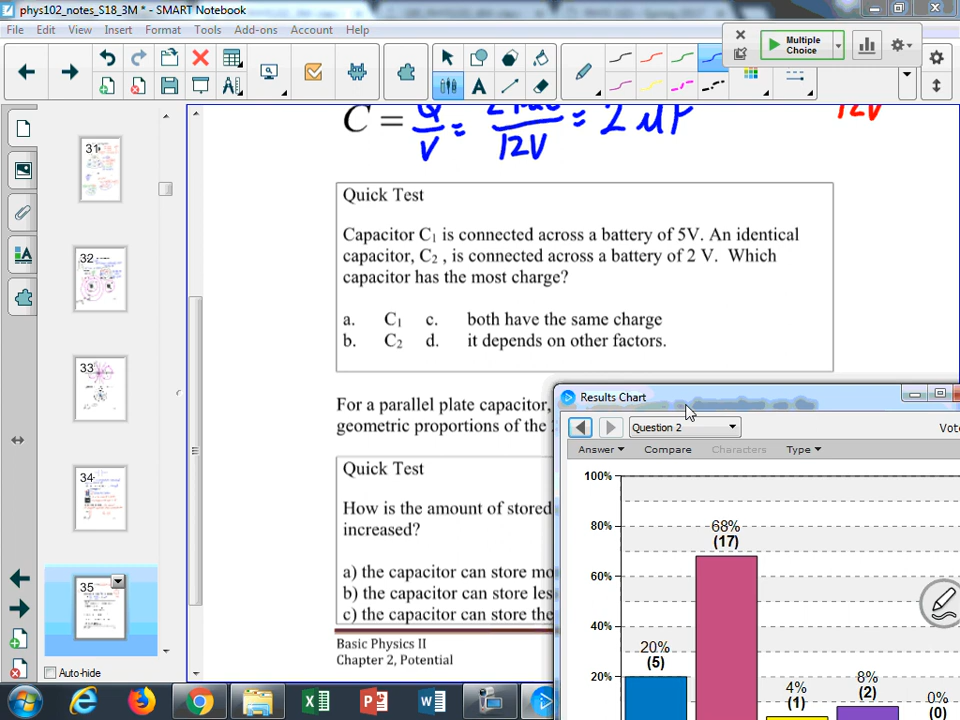 phys102_notes_S18_3M * - SMART Notebook
File Edit View Insert Format Tools Add-ons Account Help
Multiple Choice
31
32
33
34
35
Auto-hide
C = Q/V = /12V = 2 μF
12V
Quick Test
Capacitor C₁ is connected across a battery of 5V. An identical
capacitor, C₂ , is connected across a battery of 2 V. Which
capacitor has the most charge?
a. C₁ c. both have the same charge
b. C₂ d. it depends on other factors.
For a parallel plate capacitor,
geometric proportions of the
Quick Test
How is the amount of stored
increased?
a) the capacitor can store mo
b) the capacitor can store les
c) the capacitor can store the
Basic Physics II
Chapter 2, Potential
Results Chart
Question 2
Vot
Answer Compare Characters Type
100%
80%
60%
40%
20%
20%
(5)
68%
(17)
4%
(1)
8%
(2)
0%
(0)